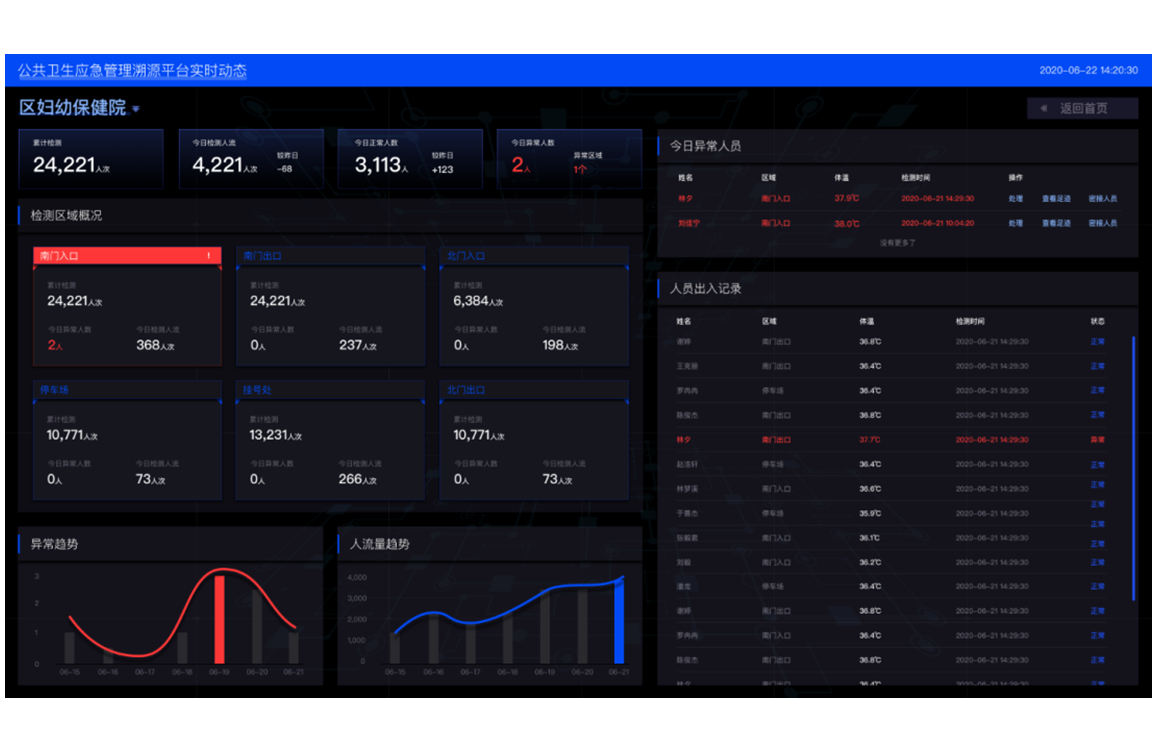 公共卫生应急管理溯源平台实时动态
2020-06-22 14:20:30
区妇幼保健院
返回首页
累计检测
24,221人次
今日检测人流
4,221人次
较昨日
-68
今日正常人数
3,113人
较昨日
+123
今日异常人数
2人
异常区域
1个
检测区域概况
南门入口 !
累计检测
24,221人次
今日异常人数 今日检测人流
2人 368人次
南门出口
累计检测
24,221人次
今日异常人数 今日检测人流
0人 237人次
北门入口
累计检测
6,384人次
今日异常人数 今日检测人流
0人 198人次
停车场
累计检测
10,771人次
今日异常人数 今日检测人流
0人 73人次
挂号处
累计检测
13,231人次
今日异常人数 今日检测人流
0人 266人次
北门出口
累计检测
10,771人次
今日异常人数 今日检测人流
0人 73人次
异常趋势
3
2
1
0
06-15 06-16 06-17 06-18 06-19 06-20 06-21
人流量趋势
4,000
3,000
2,000
1,000
0
06-15 06-16 06-17 06-18 06-19 06-20 06-21
今日异常人员
姓名 区域 体温 检测时间 操作
林夕 南门入口 37.9℃ 2020-06-21 14:29:30 处理 查看足迹 密接人员
刘佳宁 南门入口 38.0℃ 2020-06-21 10:04:20 处理 查看足迹 密接人员
没有更多了
人员出入记录
姓名 区域 体温 检测时间 状态
谢婷 南门出口 36.8℃ 2020-06-21 14:29:30 正常
王克丽 南门出口 36.4℃ 2020-06-21 14:29:30 正常
罗冉冉 停车场 36.4℃ 2020-06-21 14:29:30 正常
陈俊杰 南门出口 36.8℃ 2020-06-21 14:29:30 正常
林夕 南门出口 37.7℃ 2020-06-21 14:29:30 异常
赵浩轩 停车场 36.4℃ 2020-06-21 14:29:30 正常
林梦溪 南门入口 36.6℃ 2020-06-21 14:29:30 正常
于晋杰 停车场 35.9℃ 2020-06-21 14:29:30 正常
正常
南门入口 36.1℃ 2020-06-21 14:29:30 正常
刘毅 南门入口 36.2℃ 2020-06-21 14:29:30 正常
停车场 36.4℃ 2020-06-21 14:29:30 正常
谢婷 南门出口 36.8℃ 2020-06-21 14:29:30 正常
罗冉冉 南门入口 36.4℃ 2020-06-21 14:29:30 正常
陈俊杰 南门出口 36.8℃ 2020-06-21 14:29:30 正常
林夕 南门出口 36.4℃ 2020-06-21 14:29:30 正常